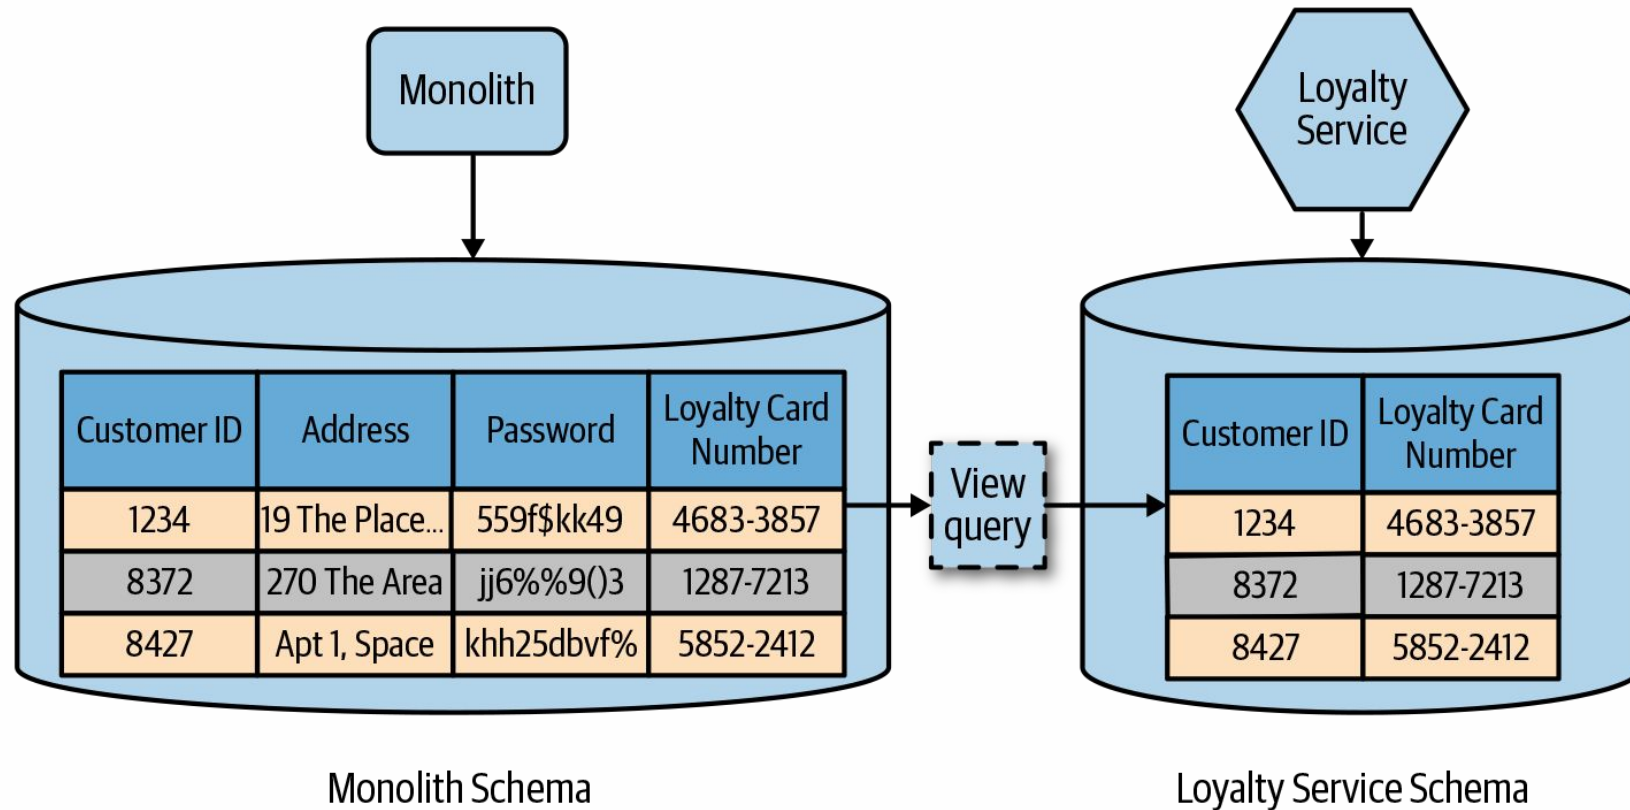 Monolith
Loyalty
Service
Customer ID Address Password Loyalty Card
Number
1234 19 The Place... 559f$kk49 4683-3857
8372 270 The Area jj6%%9()3 1287-7213
8427 Apt 1, Space khh25dbvf% 5852-2412
View
query
Customer ID Loyalty Card
Number
1234 4683-3857
8372 1287-7213
8427 5852-2412
Monolith Schema
Loyalty Service Schema